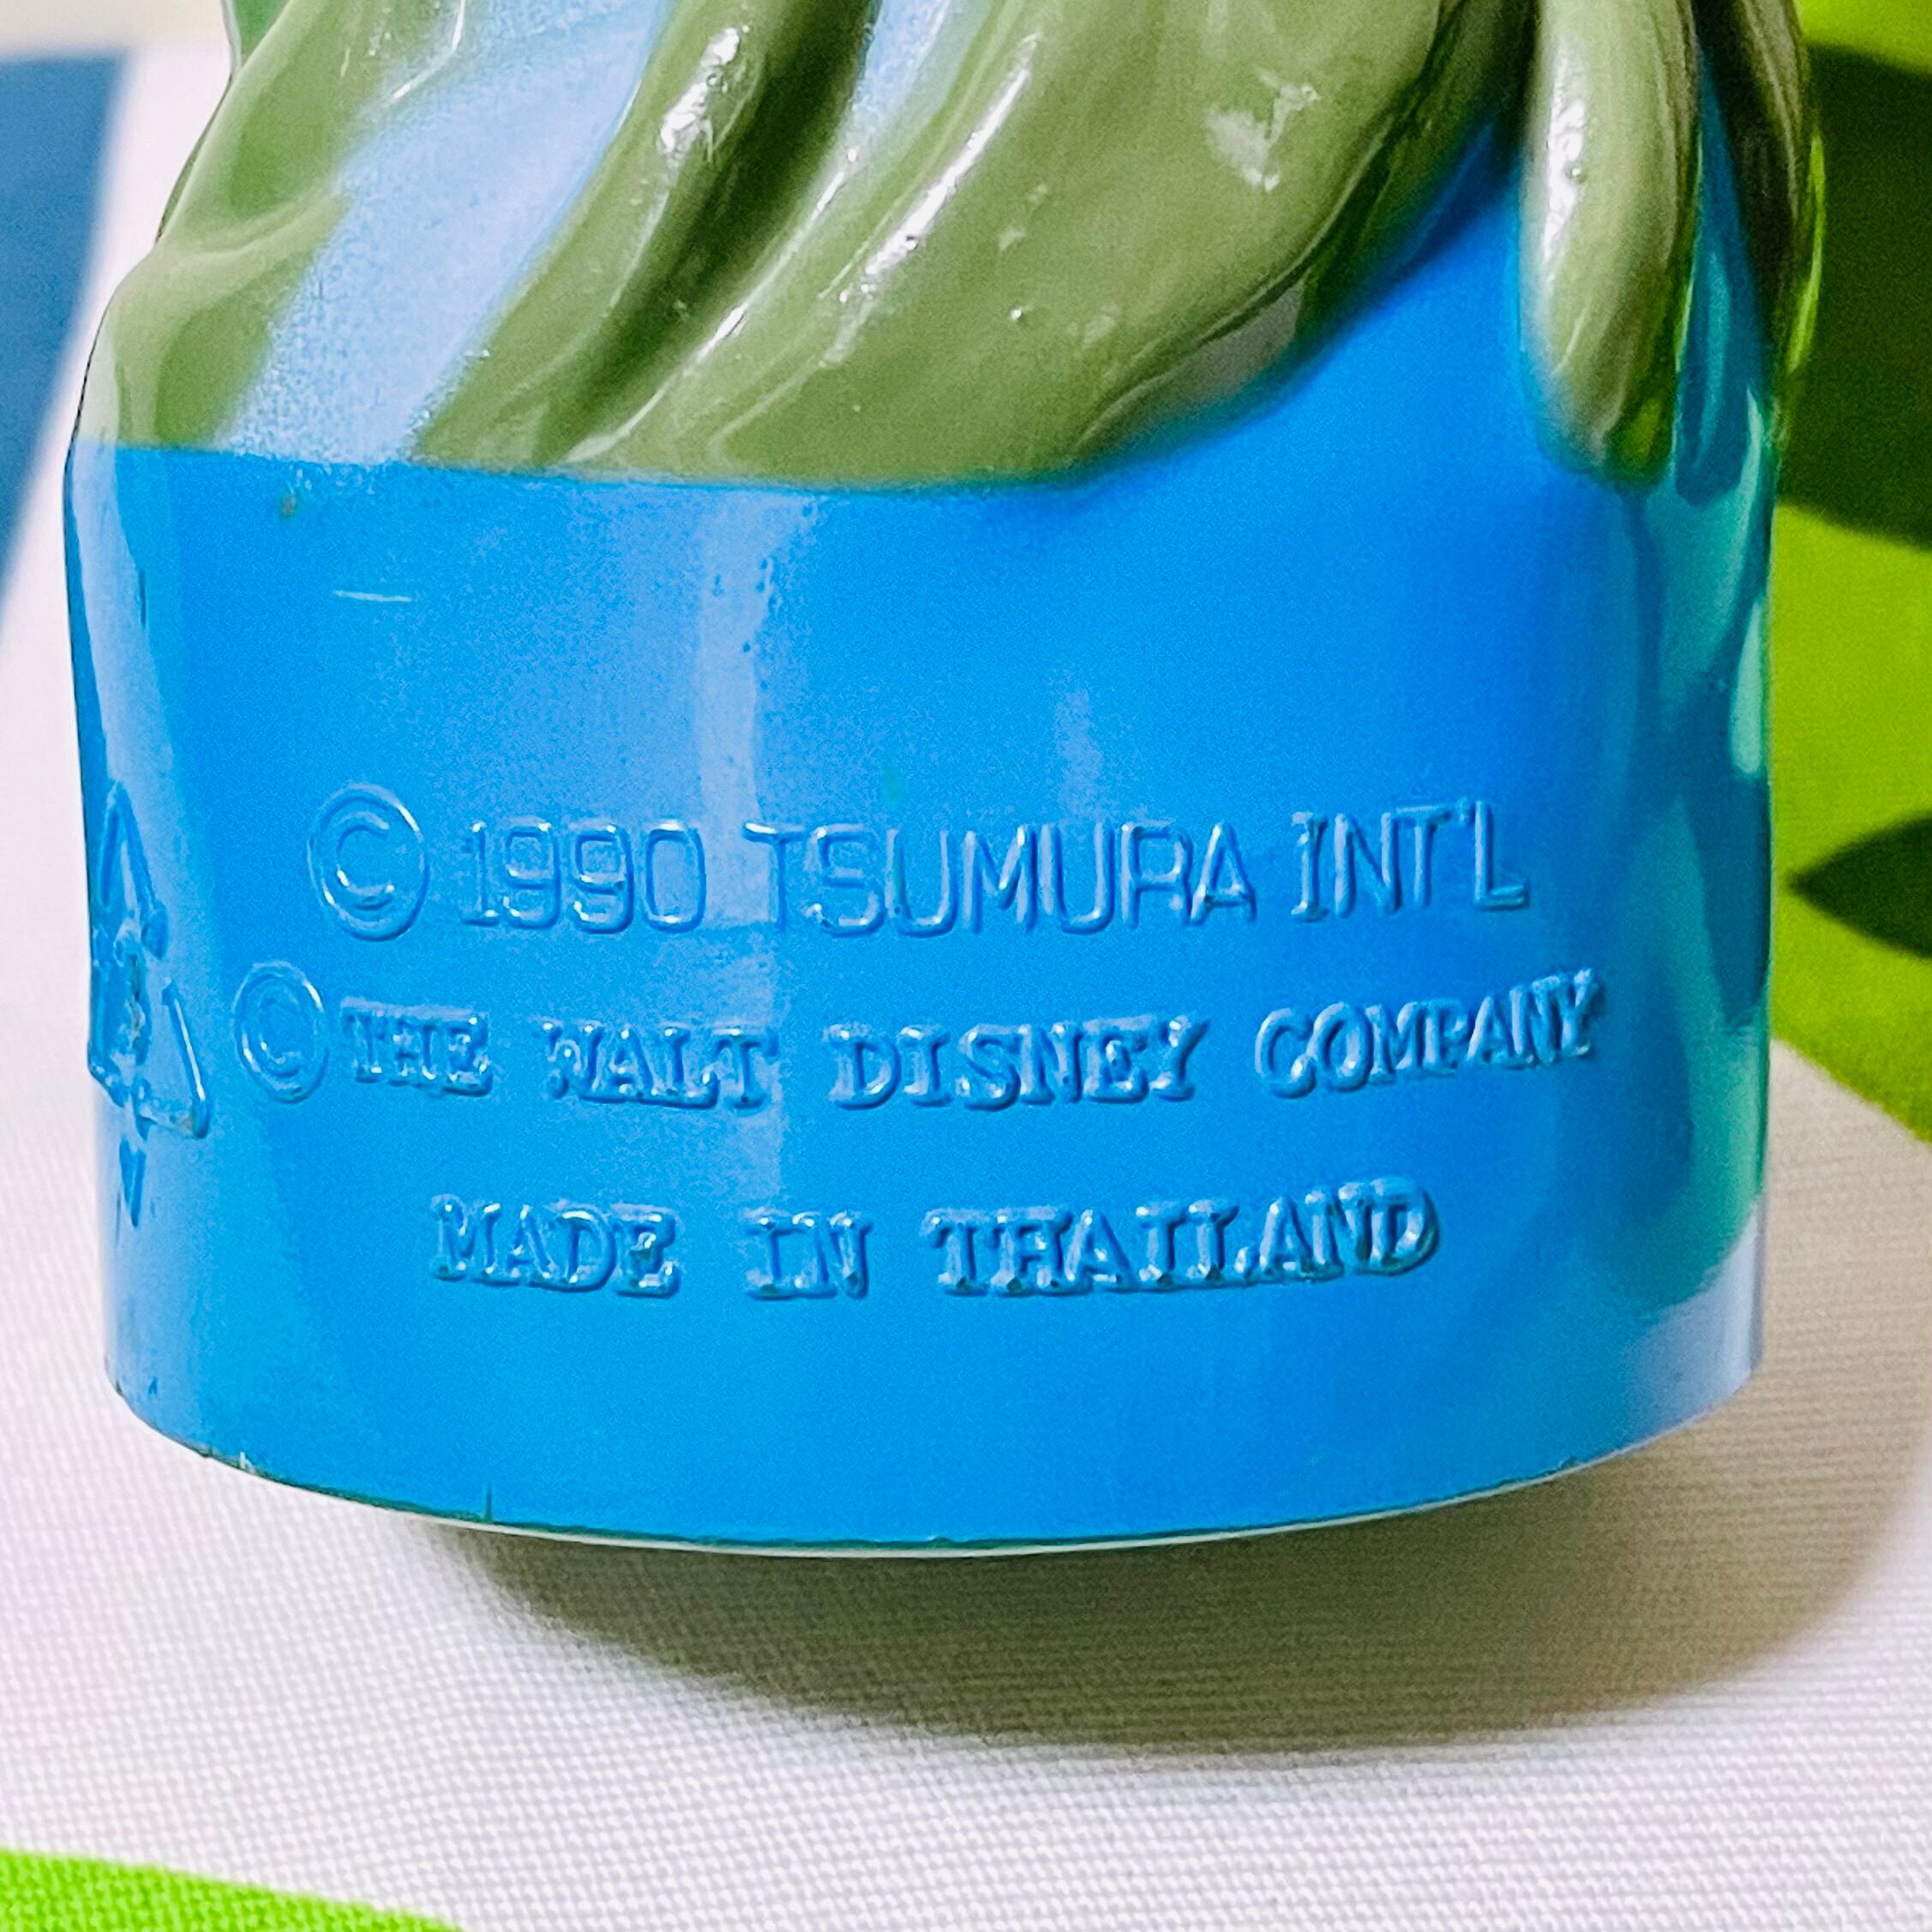 © 1990 TSUMURA INT'L
© THE WALT DISNEY COMPANY
MADE IN THAILAND